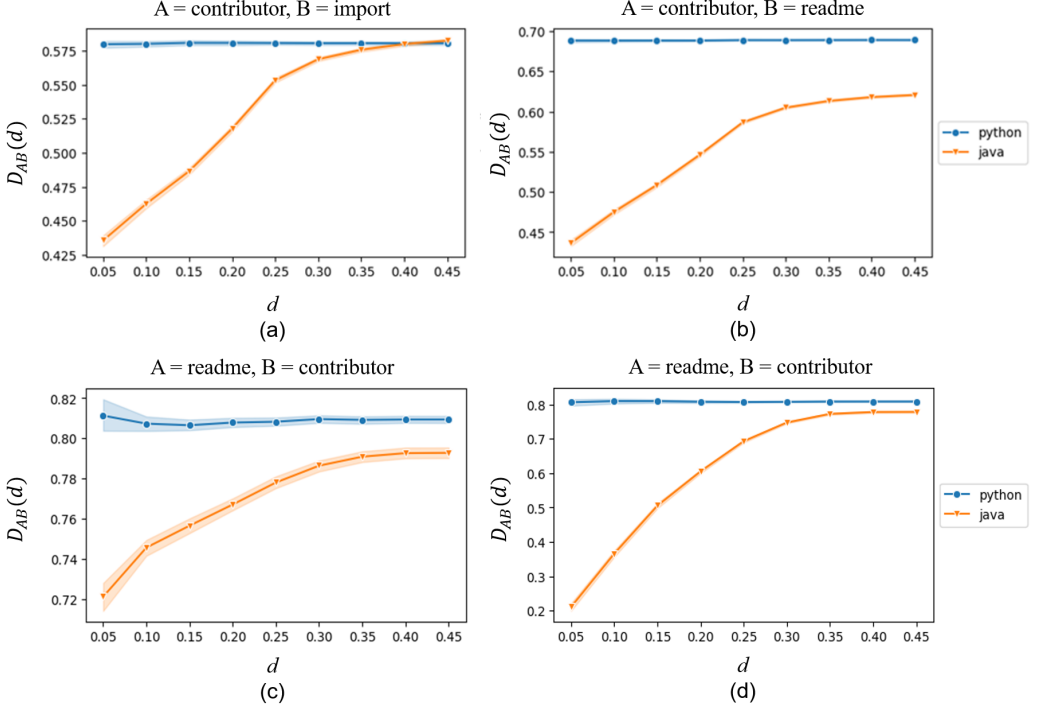 A = contributor, B = import
0.575
0.550
0.525
0.500
0.475
0.450
0.425
D_AB(d)
0.05 0.10 0.15 0.20 0.25 0.30 0.35 0.40 0.45
d
(a)
A = contributor, B = readme
0.70
0.65
0.60
0.55
0.50
0.45
D_AB(d)
0.05 0.10 0.15 0.20 0.25 0.30 0.35 0.40 0.45
d
(b)
python
java
A = readme, B = contributor
0.82
0.80
0.78
0.76
0.74
0.72
D_AB(d)
0.05 0.10 0.15 0.20 0.25 0.30 0.35 0.40 0.45
d
(c)
A = readme, B = contributor
0.8
0.7
0.6
0.5
0.4
0.3
0.2
D_AB(d)
0.05 0.10 0.15 0.20 0.25 0.30 0.35 0.40 0.45
d
(d)
python
java